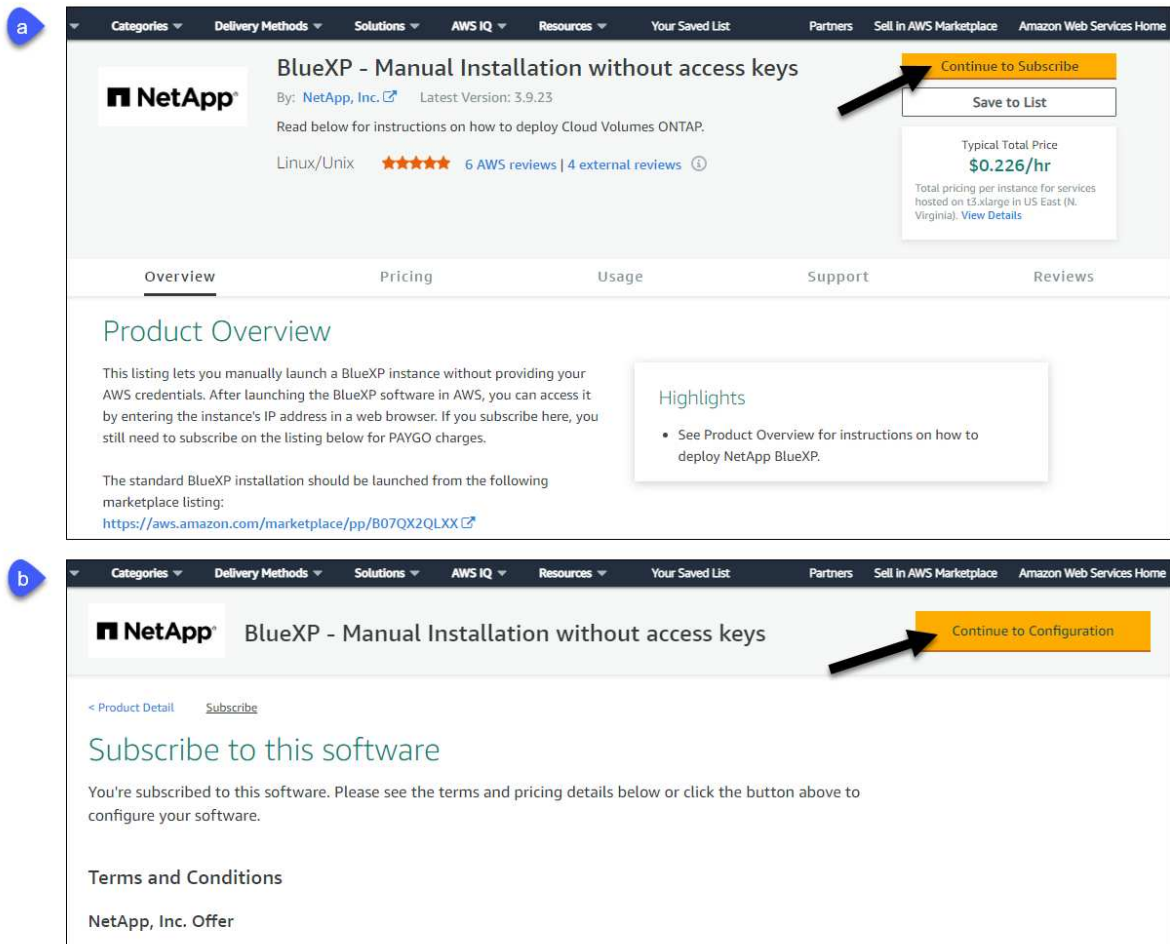 a
Categories Delivery Methods Solutions AWS IQ Resources Your Saved List Partners Sell in AWS Marketplace Amazon Web Services Home
NetApp
BlueXP - Manual Installation without access keys
By: NetApp, Inc. Latest Version: 3.9.23
Read below for instructions on how to deploy Cloud Volumes ONTAP.
Linux/Unix 6 AWS reviews | 4 external reviews
Continue to Subscribe
Save to List
Typical Total Price
$0.226/hr
Total pricing per instance for services
hosted on t3.xlarge in US East (N.
Virginia). View Details
Overview Pricing Usage Support Reviews
Product Overview
This listing lets you manually launch a BlueXP instance without providing your
AWS credentials. After launching the BlueXP software in AWS, you can access it
by entering the instance's IP address in a web browser. If you subscribe here, you
still need to subscribe on the listing below for PAYGO charges.
The standard BlueXP installation should be launched from the following
marketplace listing:
https://aws.amazon.com/marketplace/pp/B07QX2QLXX
Highlights
• See Product Overview for instructions on how to
deploy NetApp BlueXP.
b
Categories Delivery Methods Solutions AWS IQ Resources Your Saved List Partners Sell in AWS Marketplace Amazon Web Services Home
NetApp
BlueXP - Manual Installation without access keys
Continue to Configuration
< Product Detail Subscribe
Subscribe to this software
You're subscribed to this software. Please see the terms and pricing details below or click the button above to
configure your software.
Terms and Conditions
NetApp, Inc. Offer